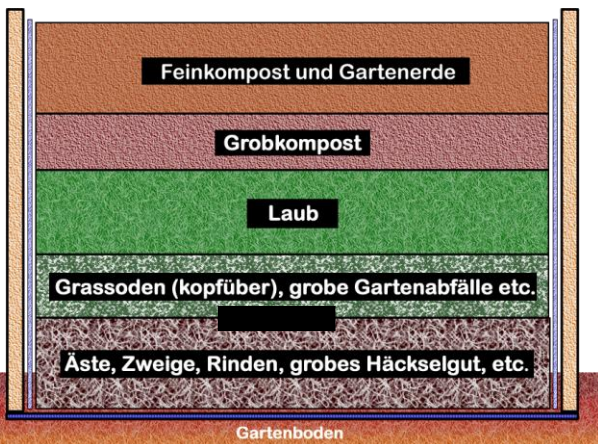 Feinkompost und Gartenerde
Grobkompost
Laub
Grassoden (kopfüber), grobe Gartenabfälle etc.
Äste, Zweige, Rinden, grobes Häckselgut, etc.
Gartenboden